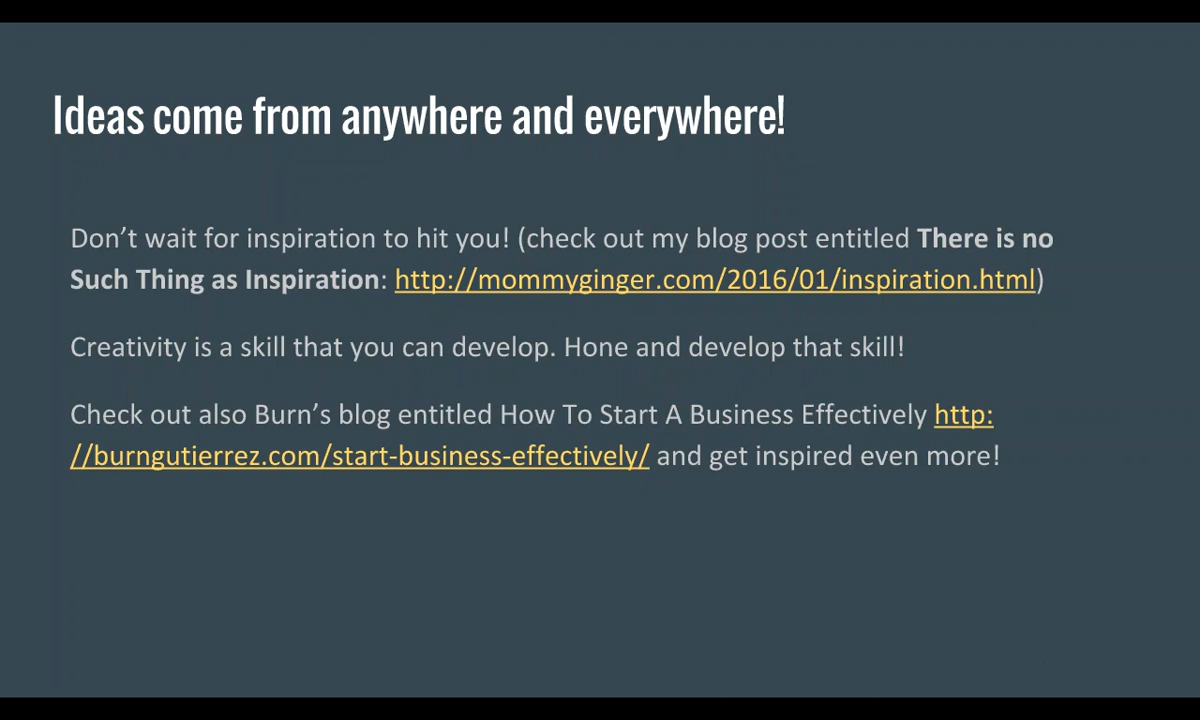 Ideas come from anywhere and everywhere!
Don’t wait for inspiration to hit you! (check out my blog post entitled There is no
Such Thing as Inspiration: http://mommyginger.com/2016/01/inspiration.html)
Creativity is a skill that you can develop. Hone and develop that skill!
Check out also Burn’s blog entitled How To Start A Business Effectively http:
//burngutierrez.com/start-business-effectively/ and get inspired even more!